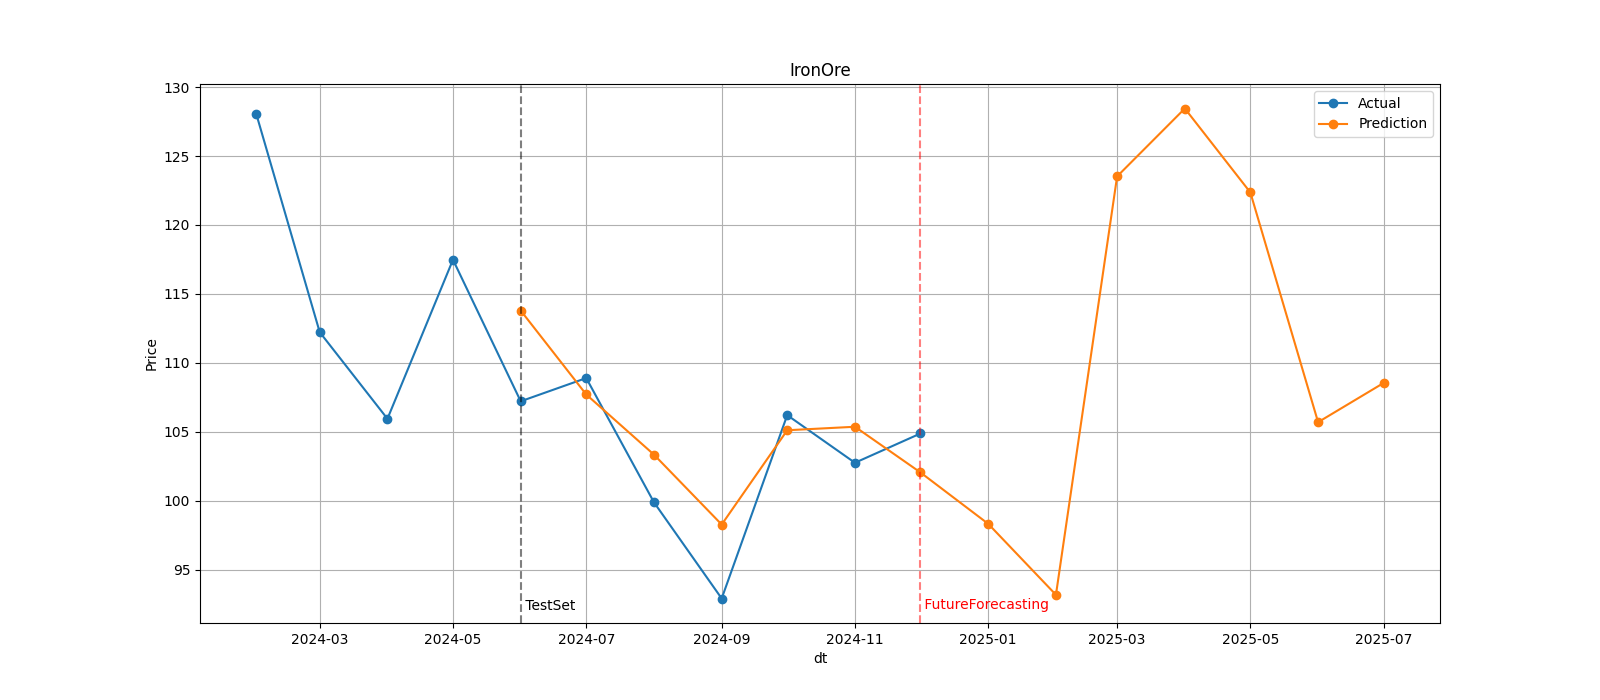 IronOre
130
125
120
115
110
105
100
95
Price
Actual
Prediction
TestSet
FutureForecasting
2024-03
2024-05
2024-07
2024-09
2024-11
2025-01
2025-03
2025-05
2025-07
dt